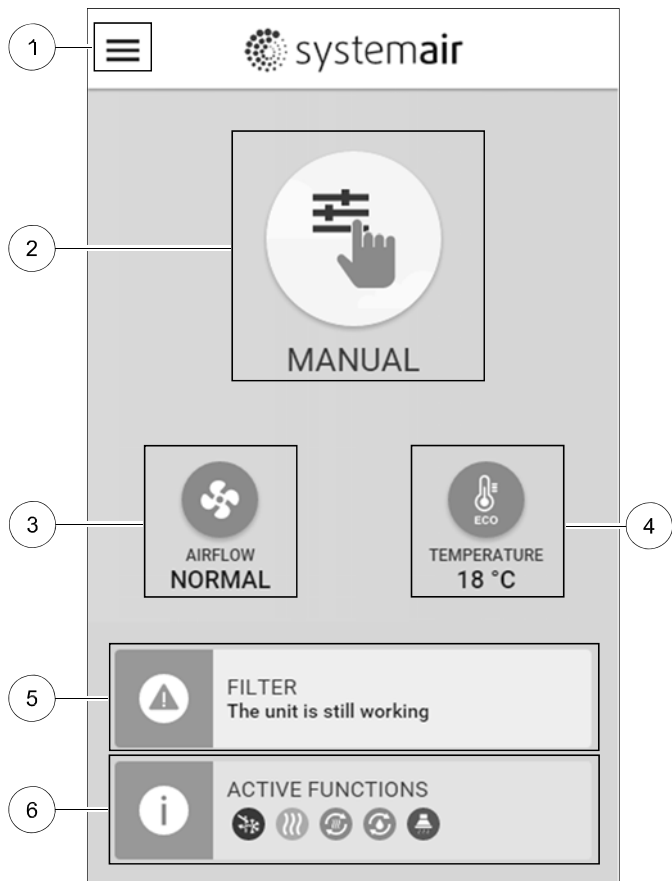 1
systemair
2
MANUAL
3
AIRFLOW
NORMAL
ECO
TEMPERATURE
18 °C
4
5
FILTER
The unit is still working
6
ACTIVE FUNCTIONS